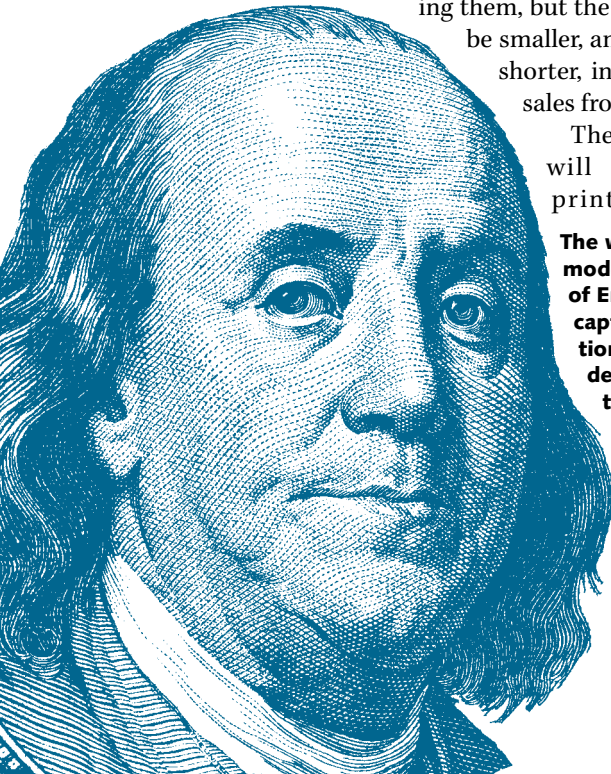 ing them, but the
be smaller, an
shorter, in
sales fro
The
will
print
The w
mod
of E
capt
tion
de
t